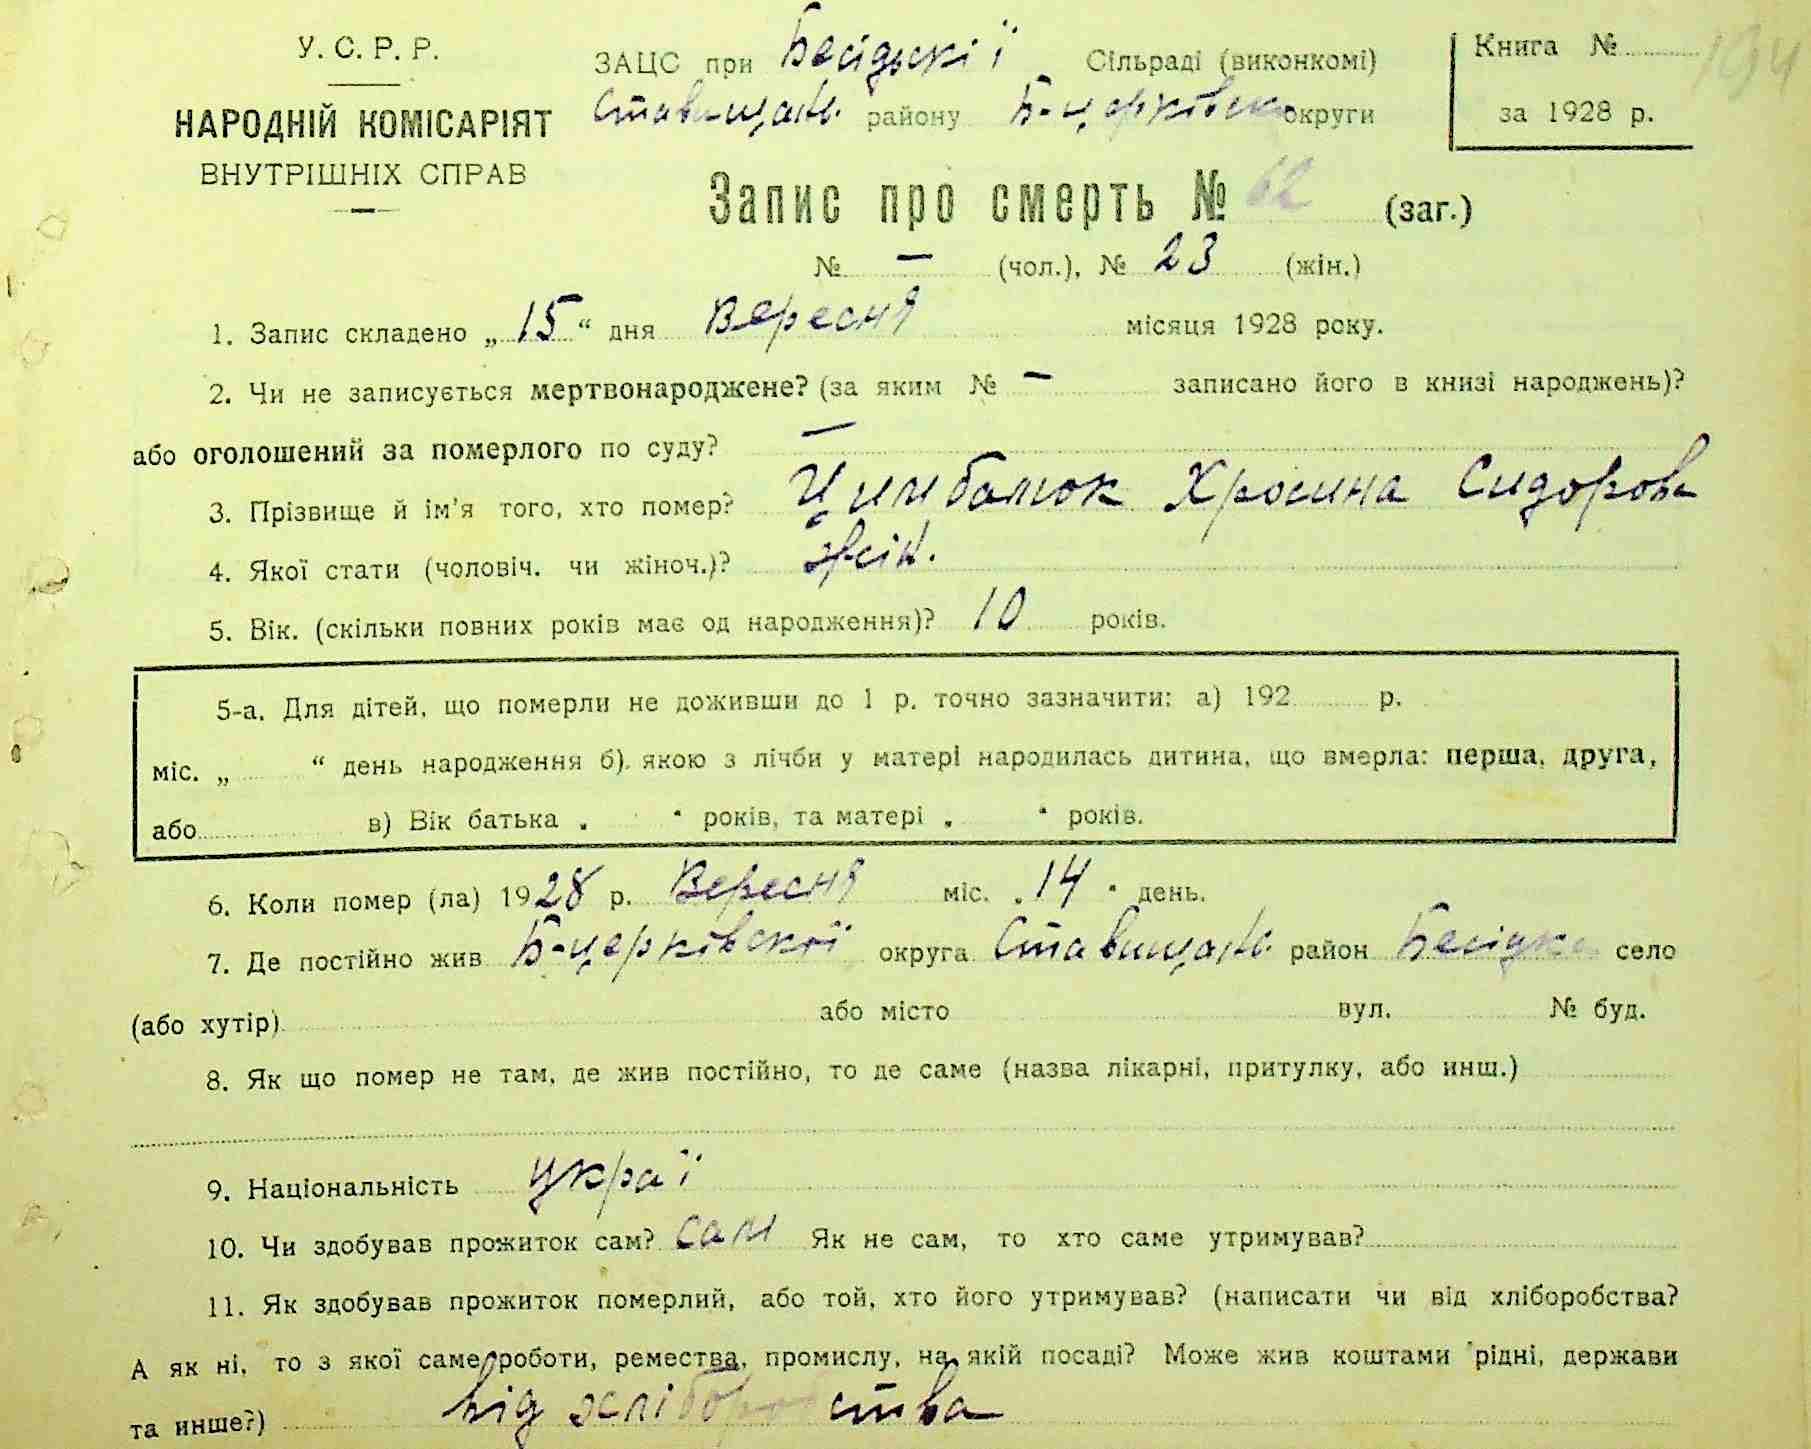 У. С. Р. Р.
НАРОДНІЙ КОМІСАРІЯТ
ВНУТРІШНІХ СПРАВ
ЗАЦС при Бесідьскії Сільраді (виконкомі)
Ставищан. району Б-церківско округи
Книга № 194
за 1928 р.
Запис про смерть № 62 (заг.)
№ — (чол.), № 23 (жін.)
1. Запис складено „ 15 “ дня Вересня місяця 1928 року.
2. Чи не записується мертвонароджене? (за яким № — записано його в книзі народжень)?
або оголошений за померлого по суду? —
3. Прізвище й ім'я того, хто помер? Цимбалюк Хросина Сидоров
4. Якої стати (чоловіч. чи жіноч.)? жін.
5. Вік. (скільки повних років має од народження)? 10 років.
5-а. Для дітей, що померли не доживши до 1 р. точно зазначити: а) 192 р.
міс. „ “ день народження б). якою з лічби у матері народилась дитина, що вмерла: перша, друга,
або в) Вік батька „ “ років, та матері „ “ років.
6. Коли помер (ла) 1928 р. Вересня міс. „14“ день.
7. Де постійно жив Б-церківскої округа Ставищан. район Бесідка село
(або хутір) або місто вул. № буд.
8. Як що помер не там, де жив постійно, то де саме (назва лікарні, притулку, або инш.)
9. Національність украї
10. Чи здобував прожиток сам? сам Як не сам, то хто саме утримував?
11. Як здобував прожиток померлий, або той, хто його утримував? (написати чи від хліборобства?
А як ні, то з якої саме роботи, ремества, промислу, на якій посаді? Може жив коштами рідні, держави
та инше?) від хліборобства